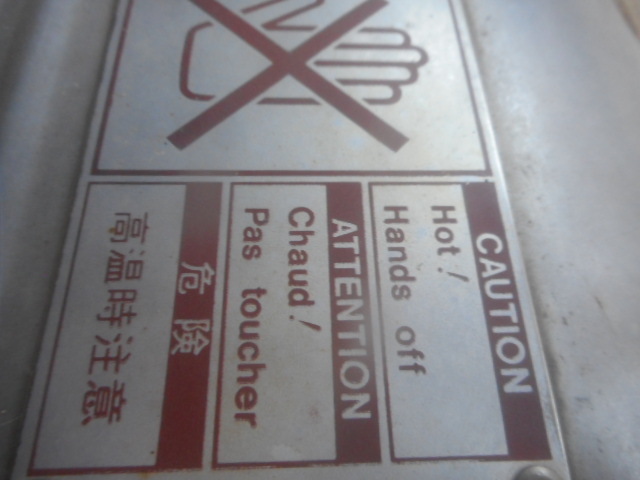 CAUTION
Hot!
Hands off
ATTENTION
Chaud!
Pas toucher
危険
高温時注意